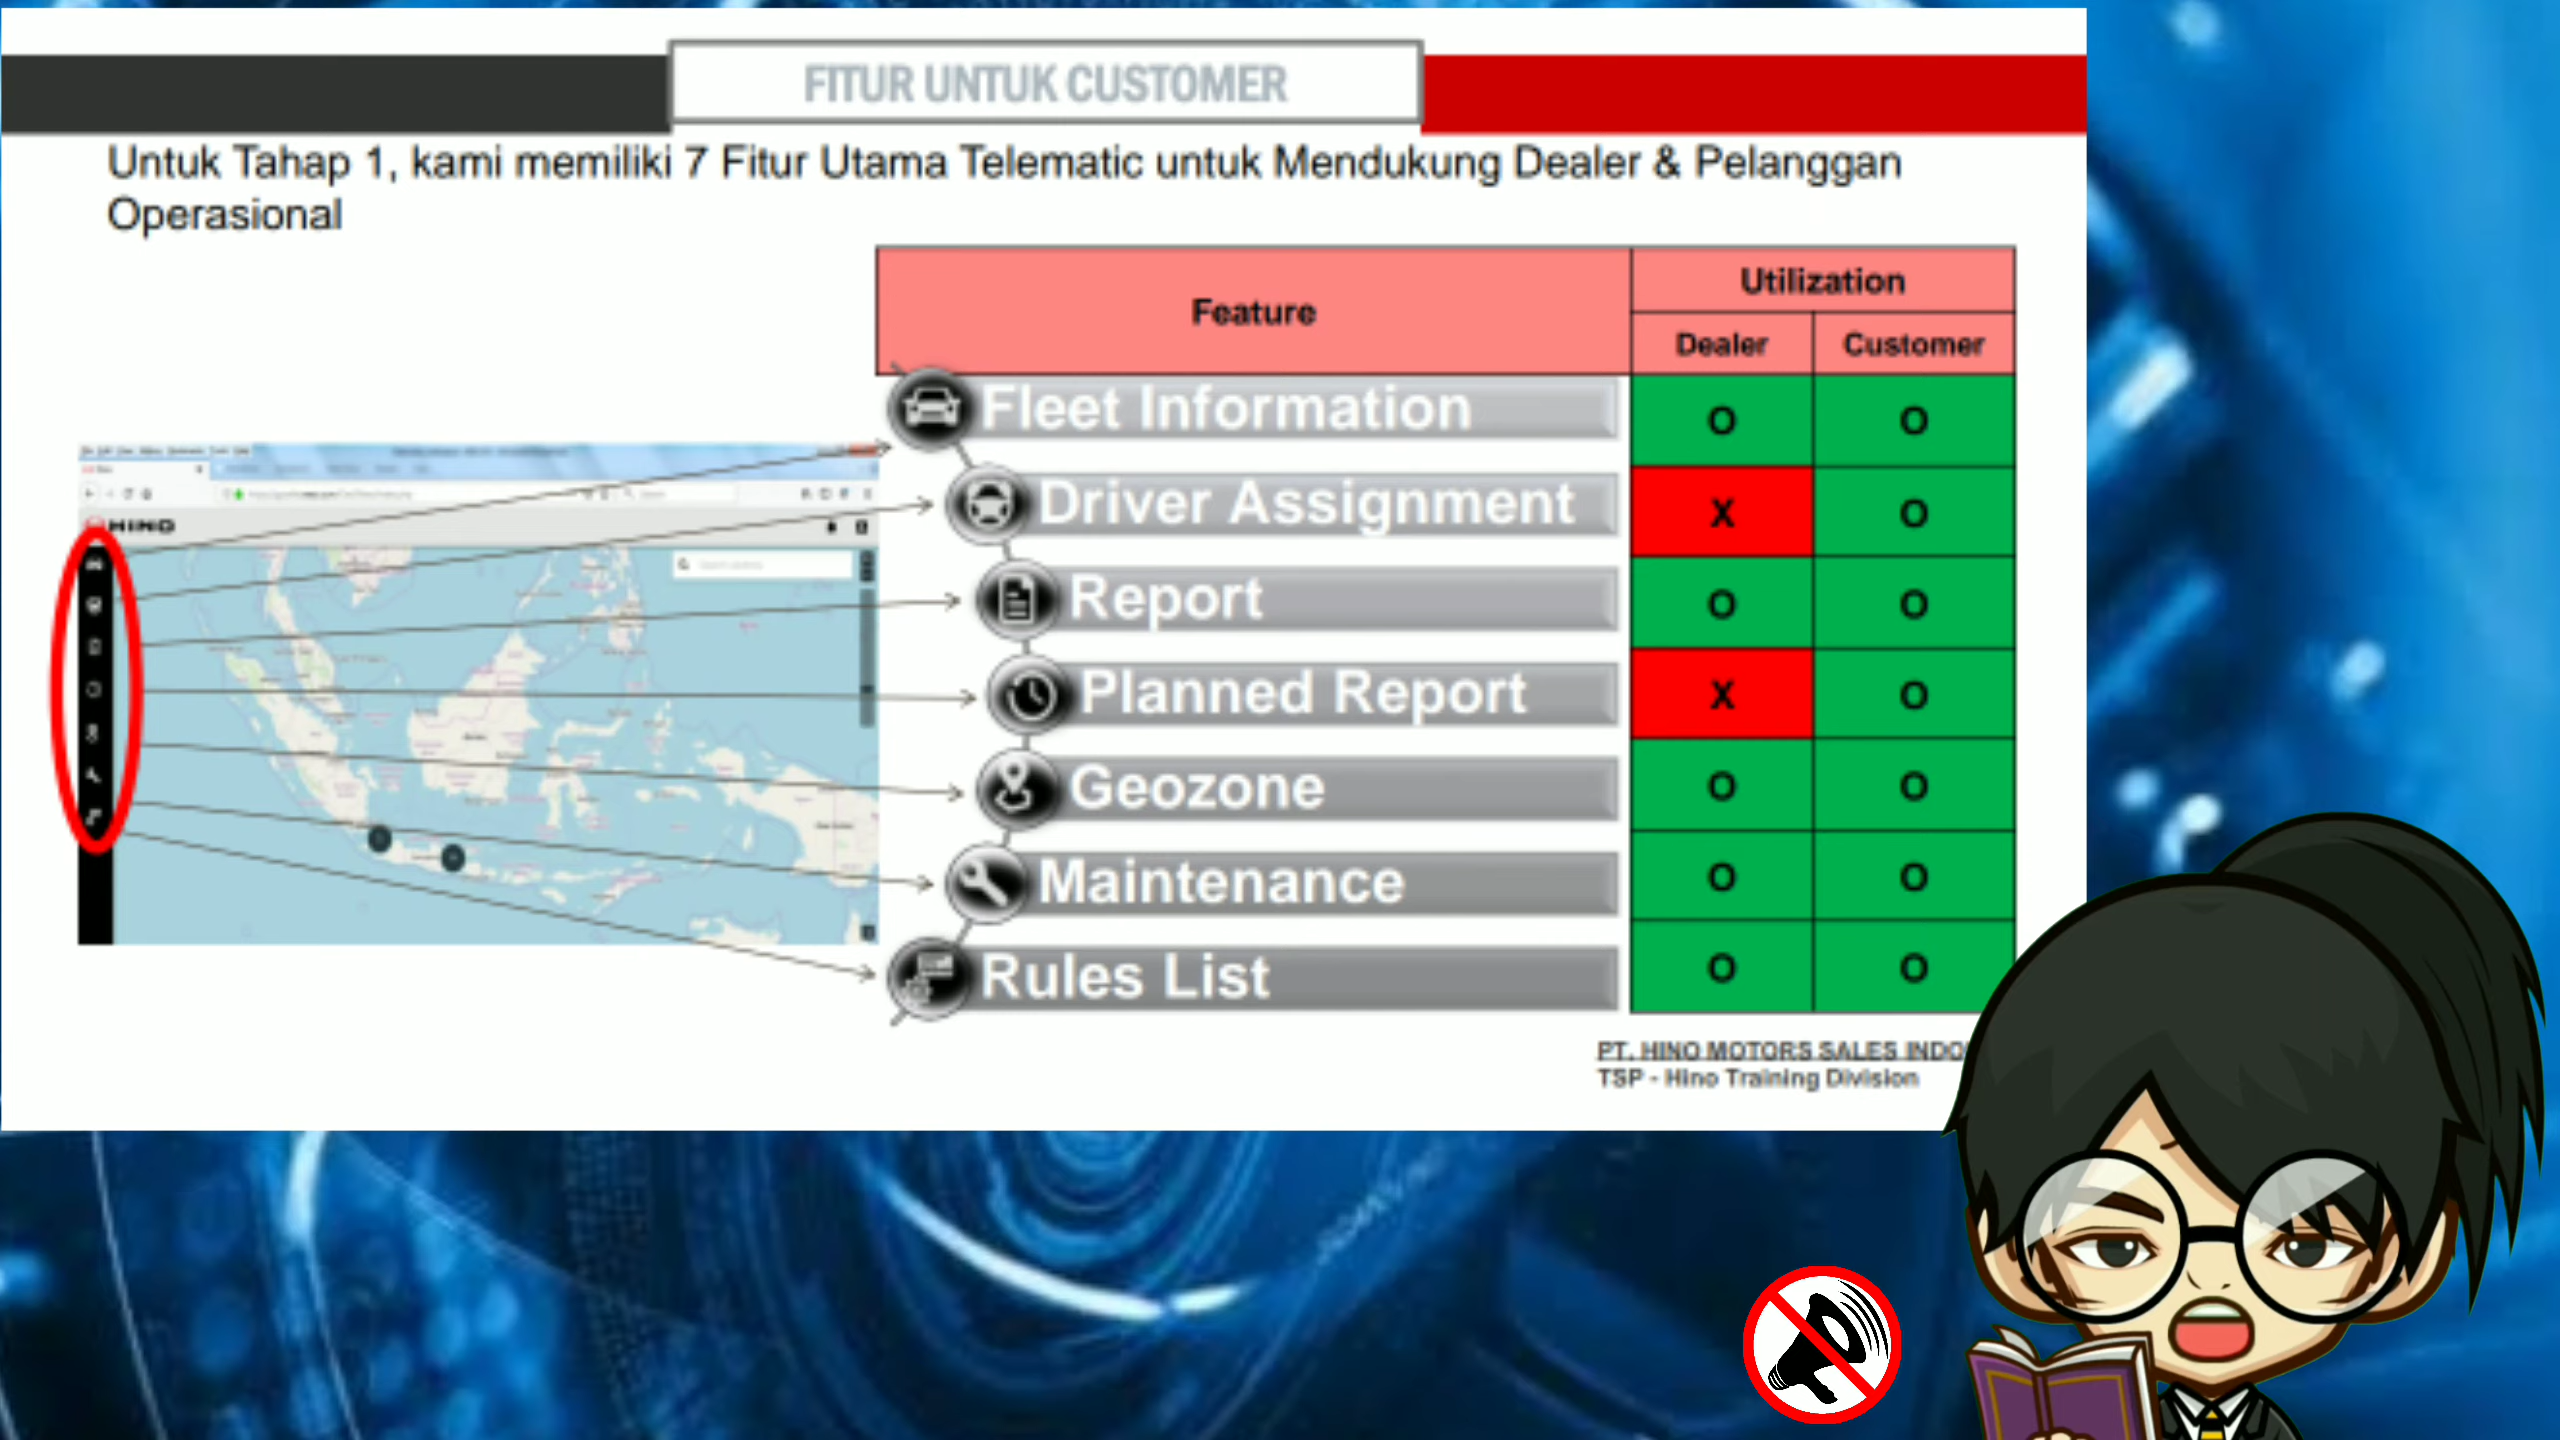 FITUR UNTUK CUSTOMER
Untuk Tahap 1, kami memiliki 7 Fitur Utama Telematic untuk Mendukung Dealer & Pelanggan
Operasional
Feature
Utilization
Dealer
Customer
Fleet Information
O
O
Driver Assignment
X
O
Report
O
O
Planned Report
X
O
Geozone
O
O
Maintenance
O
O
Rules List
O
O
HINO
PT. HINO MOTORS SALES INDO
TSP - Hino Training Division